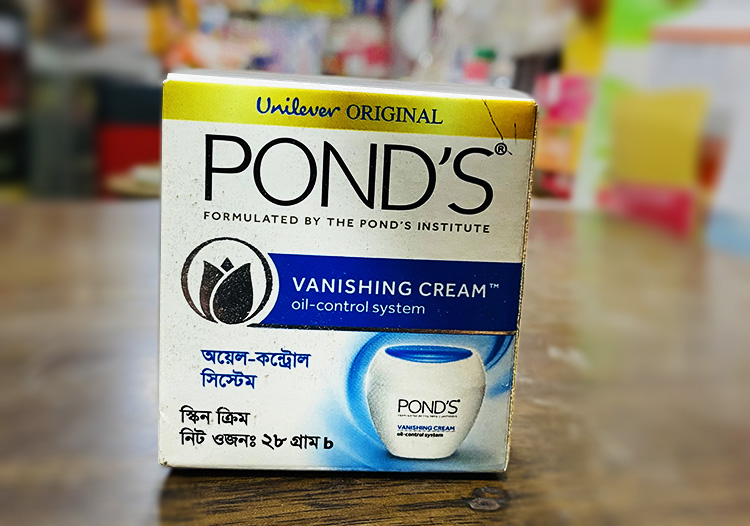 Unilever ORIGINAL
POND'S®
FORMULATED BY THE POND'S INSTITUTE
VANISHING CREAM™
oil-control system
অয়েল-কন্ট্রোল
সিস্টেম
স্কিন ক্রিম
নিট ওজনঃ ২৮ গ্রাম b
POND'S
VANISHING CREAM
oil-control system